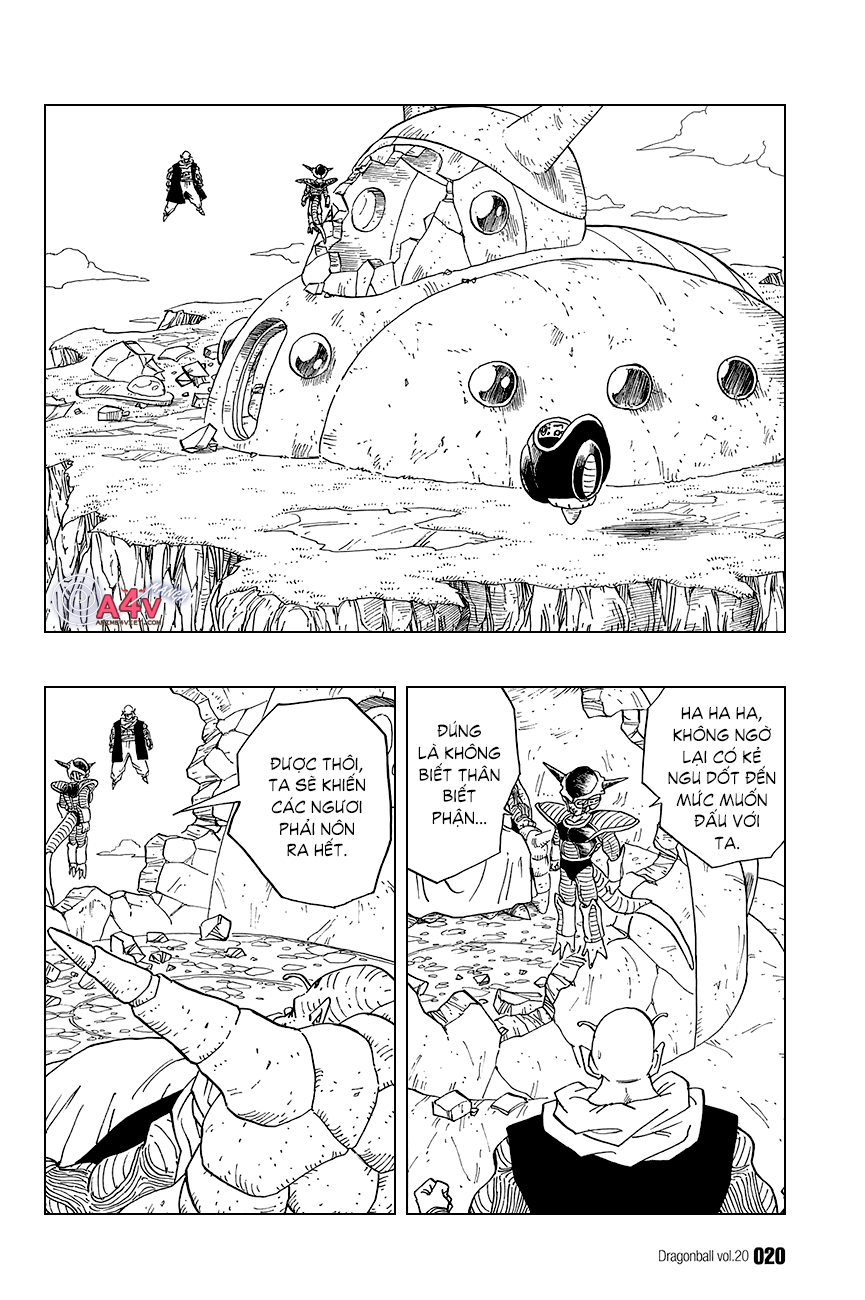 A4V
ANIME4VIET.COM
HA HA HA,
KHÔNG NGỜ
LẠI CÓ KẺ
NGU DỐT ĐẾN
MỨC MUỐN
ĐẤU VỚI
TA.
ĐÚNG
LÀ KHÔNG
BIẾT THÂN
BIẾT
PHẬN...
ĐƯỢC THÔI,
TA SẼ KHIẾN
CÁC NGƯƠI
PHẢI NÔN
RA HẾT.
Dragonball vol.20 020